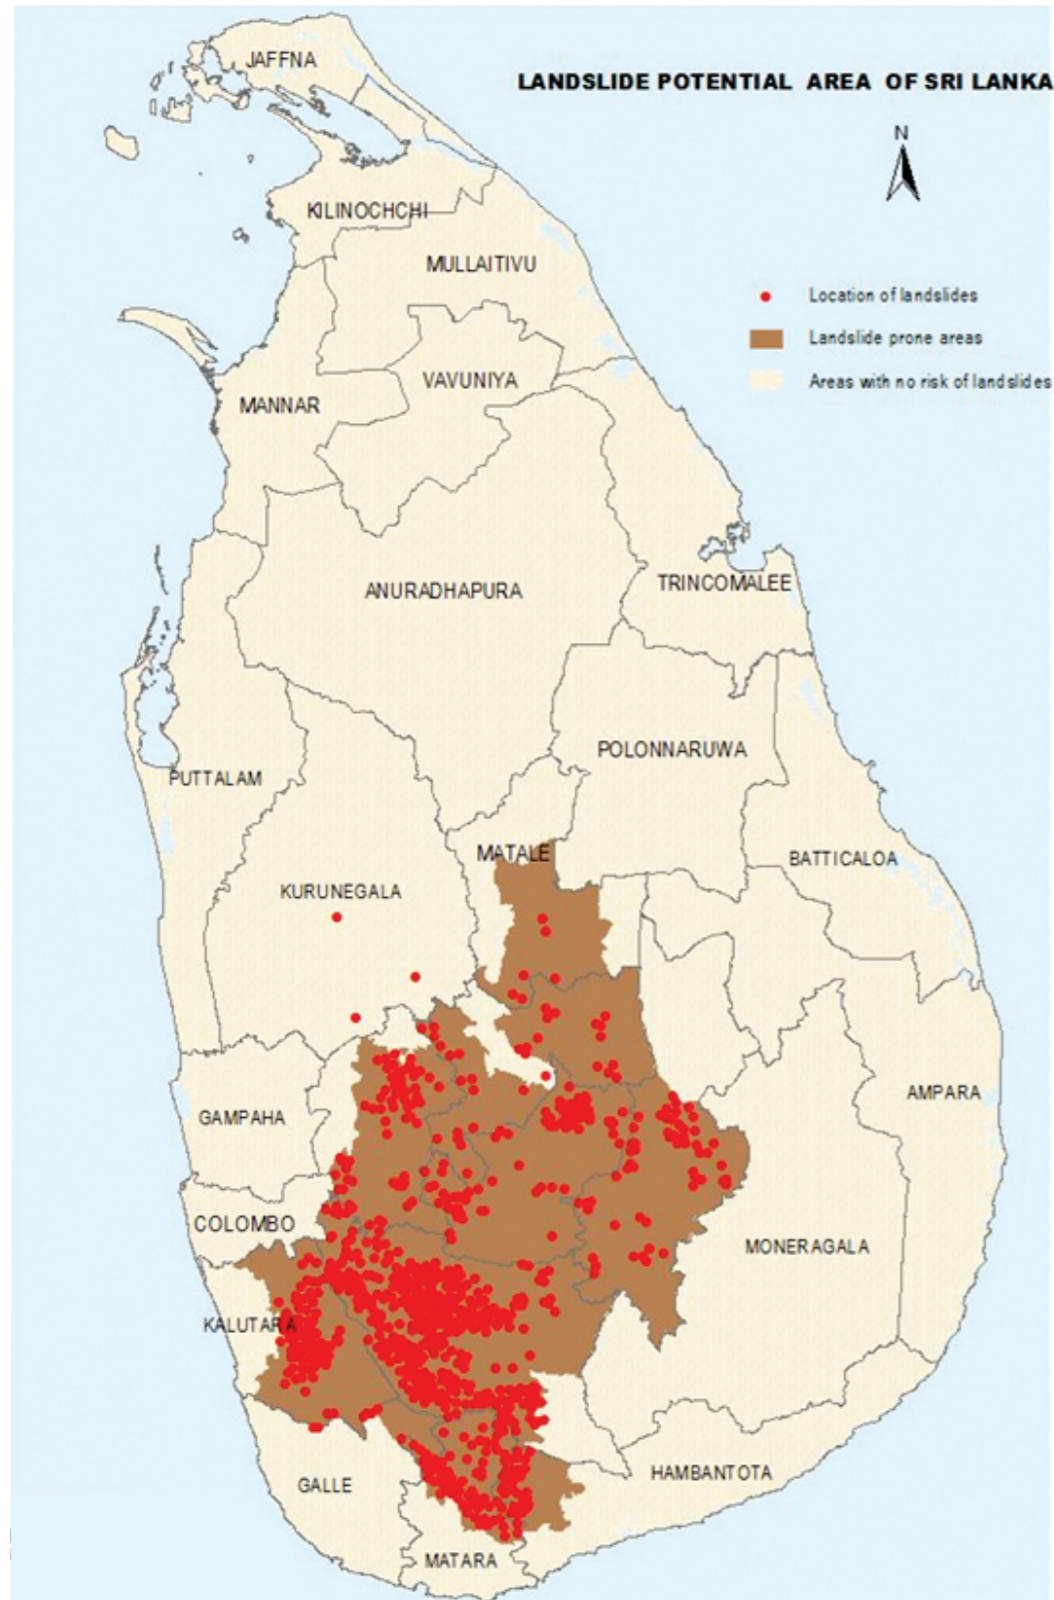 JAFFNA
LANDSLIDE POTENTIAL AREA OF SRI LANKA
N
KILINOCHCHI
MULLAITIVU
Location of landslides
Landslide prone areas
VAVUNIYA
Areas with no risk of landslides
MANNAR
ANURADHAPURA
TRINCOMALEE
POLONNARUWA
PUTTALAM
MATALE
BATTICALOA
KURUNEGALA
AMPARA
GAMPAHA
COLOMBO
MONERAGALA
KALUTARA
HAMBANTOTA
GALLE
MATARA